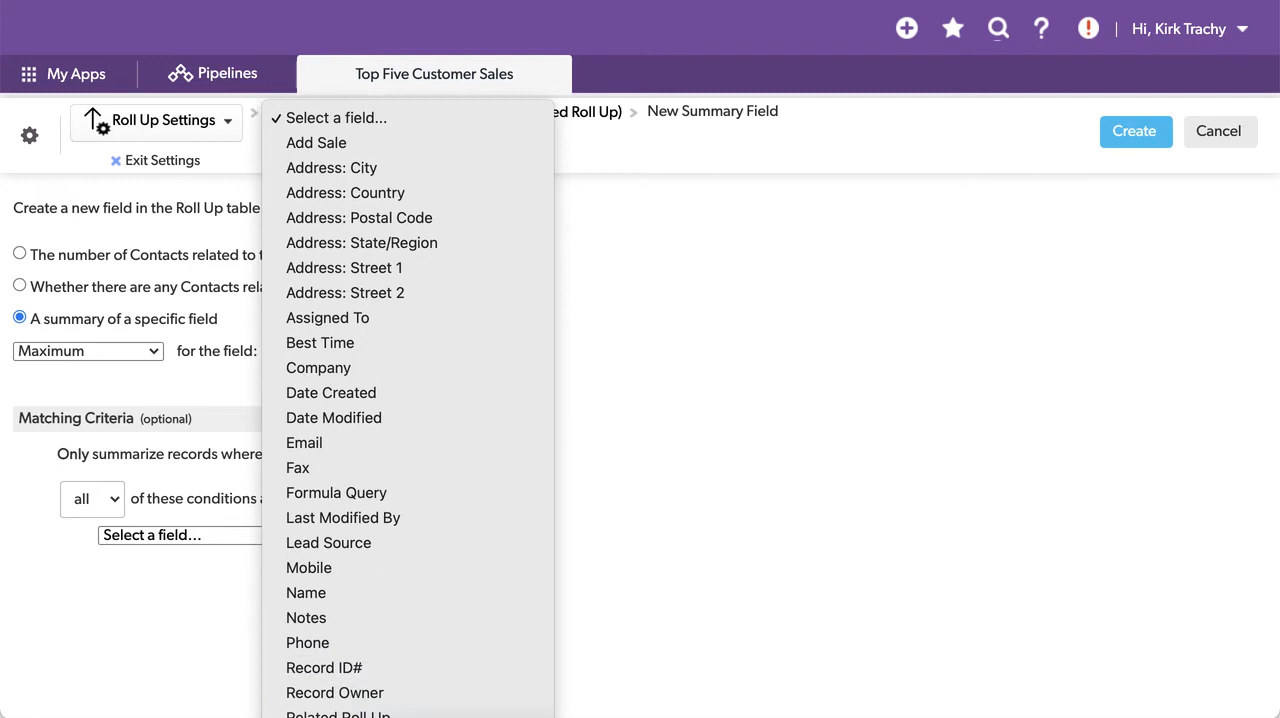 Hi, Kirk Trachy
My Apps
Pipelines
Top Five Customer Sales
Roll Up Settings
ed Roll Up)
New Summary Field
Create
Cancel
Exit Settings
Create a new field in the Roll Up table
The number of Contacts related to t
Whether there are any Contacts rela
A summary of a specific field
Maximum
for the field:
Matching Criteria (optional)
Only summarize records where
all
of these conditions a
Select a field...
Select a field...
Add Sale
Address: City
Address: Country
Address: Postal Code
Address: State/Region
Address: Street 1
Address: Street 2
Assigned To
Best Time
Company
Date Created
Date Modified
Email
Fax
Formula Query
Last Modified By
Lead Source
Mobile
Name
Notes
Phone
Record ID#
Record Owner
Related Roll Up